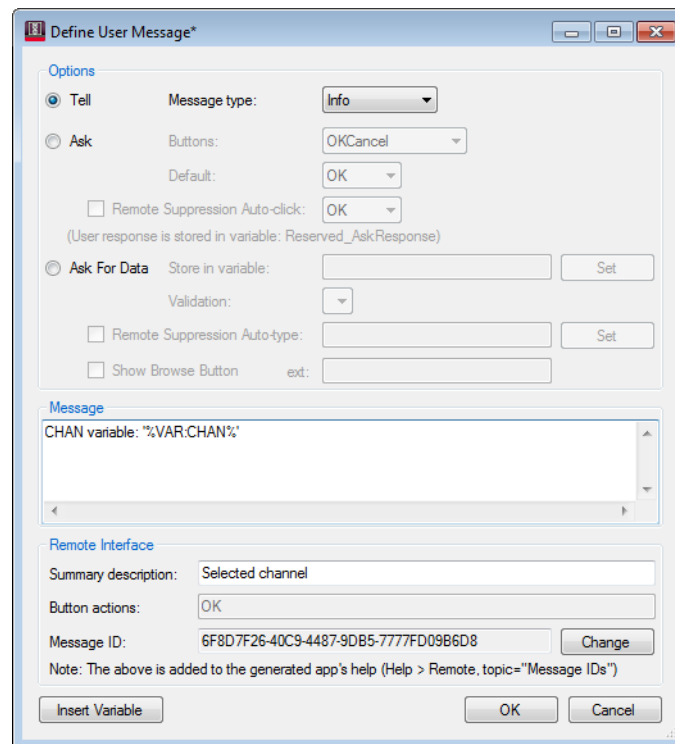 Define User Message*
Options
Tell Message type: Info
Ask Buttons: OKCancel
Default: OK
Remote Suppression Auto-click: OK
(User response is stored in variable: Reserved_AskResponse)
Ask For Data Store in variable: Set
Validation:
Remote Suppression Auto-type: Set
Show Browse Button ext:
Message
CHAN variable: '%VAR:CHAN%'
Remote Interface
Summary description: Selected channel
Button actions: OK
Message ID: 6F8D7F26-40C9-4487-9DB5-7777FD09B6D8 Change
Note: The above is added to the generated app's help (Help > Remote, topic="Message IDs")
Insert Variable OK Cancel